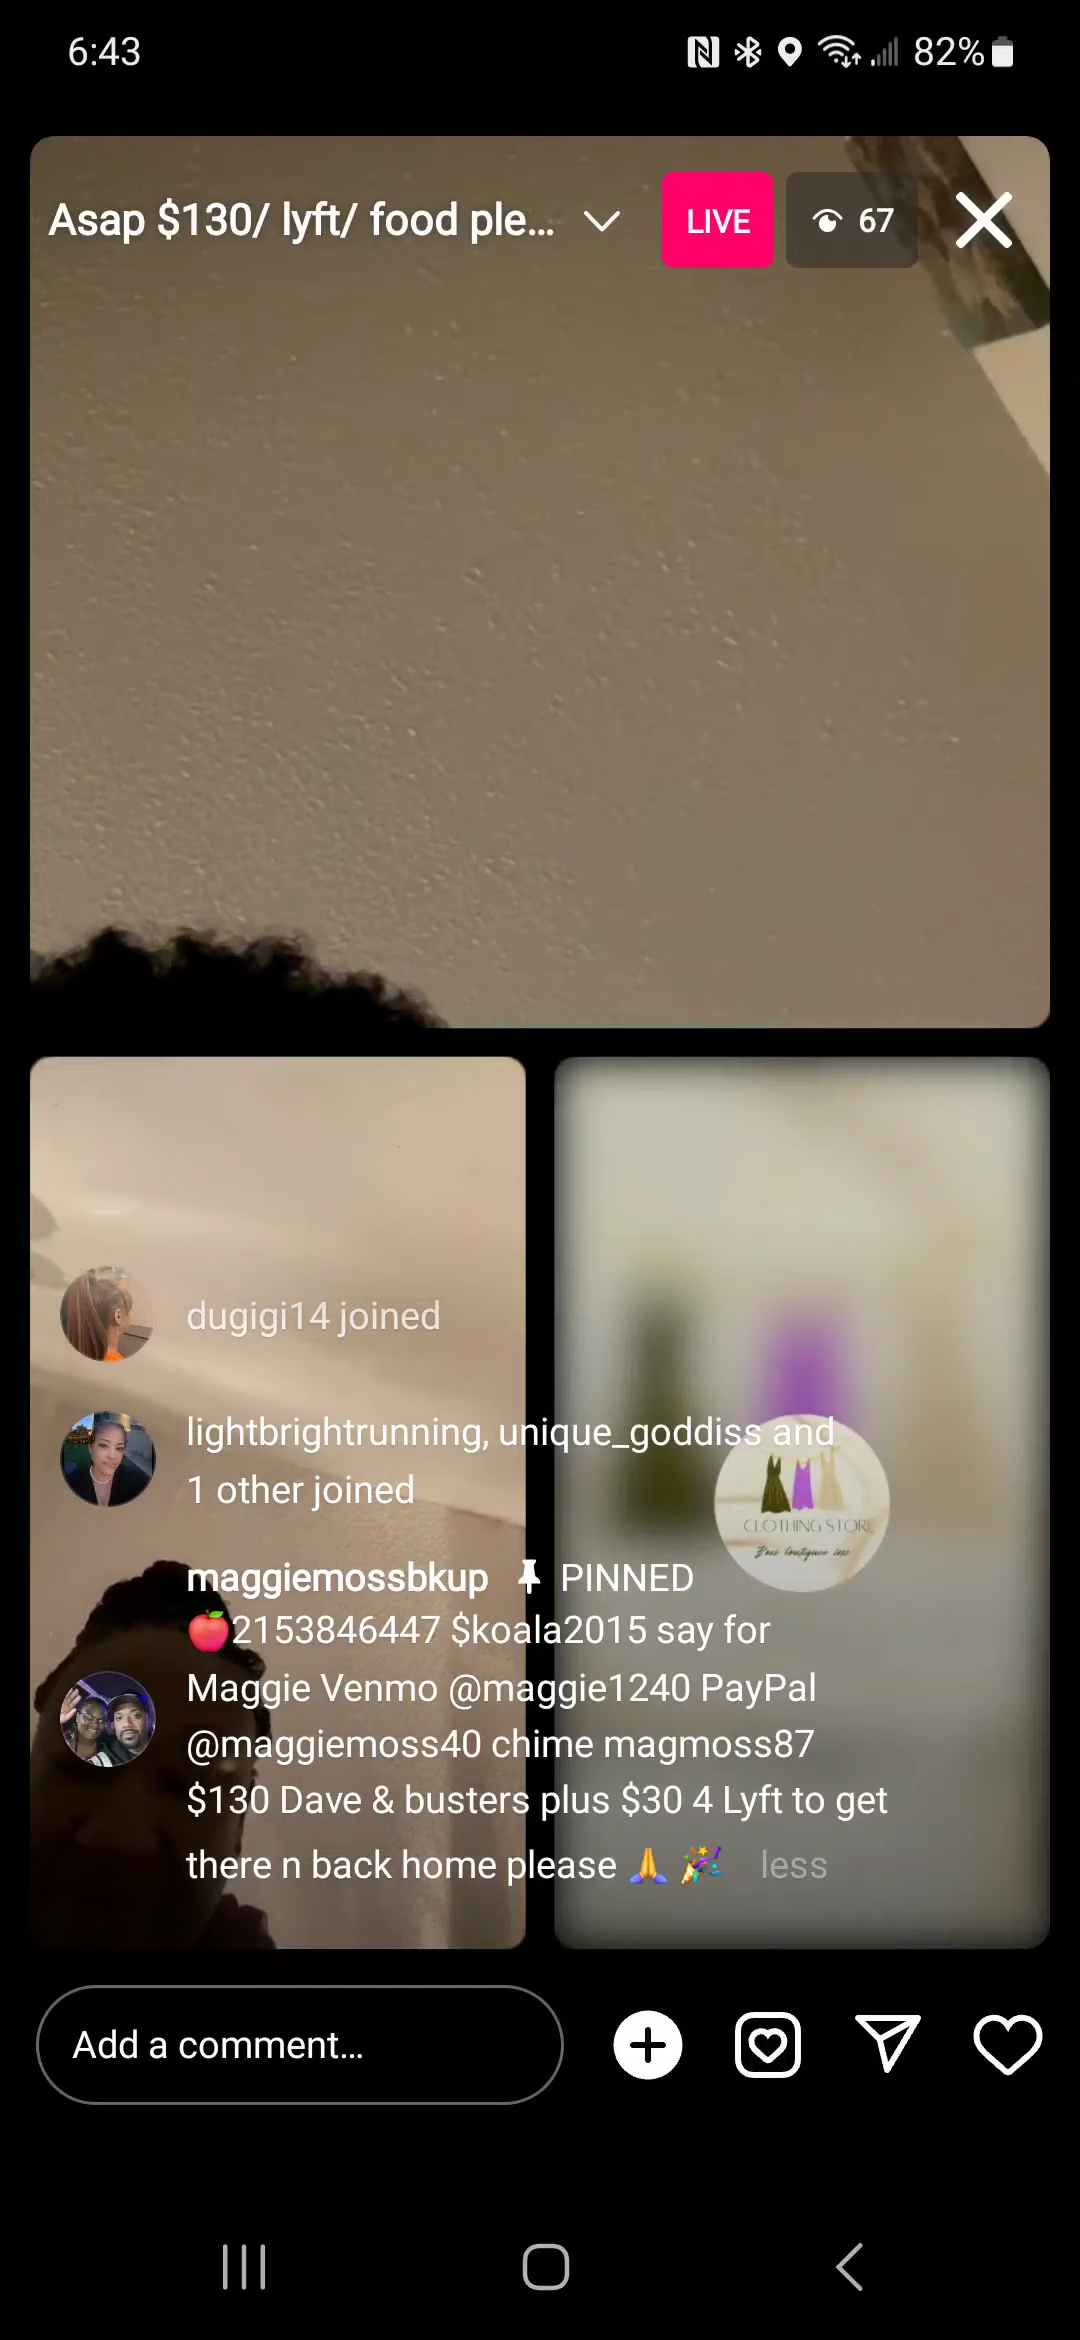 6:43
82%
Asap $130/ lyft/ food ple...
LIVE
67
dugigi14 joined
lightbrightrunning, unique_goddiss and
1 other joined
CLOTHING STORE
maggiemossbkup PINNED
🍎2153846447 $koala2015 say for
Maggie Venmo @maggie1240 PayPal
@maggiemoss40 chime magmoss87
$130 Dave & busters plus $30 4 Lyft to get
there n back home please 🙏 🎉 less
Add a comment...